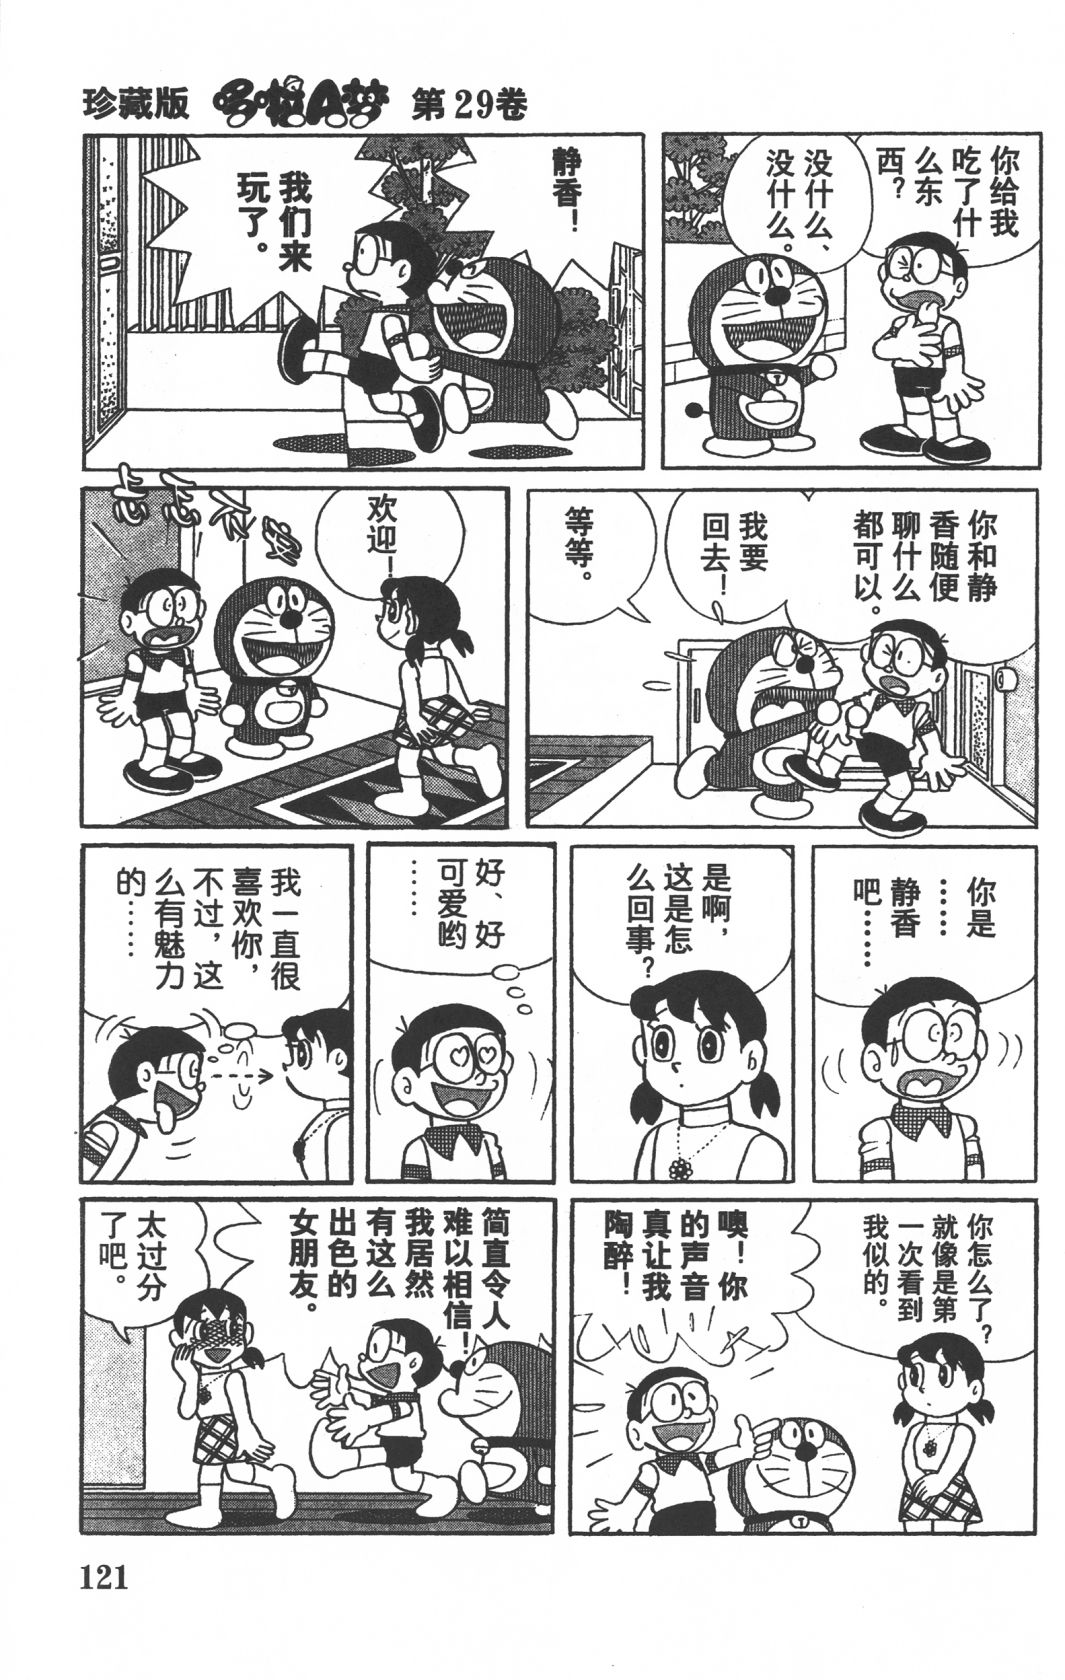 珍藏版 哆啦A梦 第29卷
你给我
吃了什
么东
西？
没什么、
没什么。
静香！
我们来
玩了。
你和静
香随便
聊什么
都可以。
我要
回去！
等等。
欢迎！
你是
……
静香
吧……
是啊，
这是怎
么回事？
好、好
可爱哟
……
我一直很
喜欢你，
不过，这
么有魅力
的……
你怎么了？
就像是第
一次看到
我似的。
噢！你
的声音
真让我
陶醉！
简直令人
难以相信！
我居然
有这么
出色的
女朋友。
太过分
了吧。
121